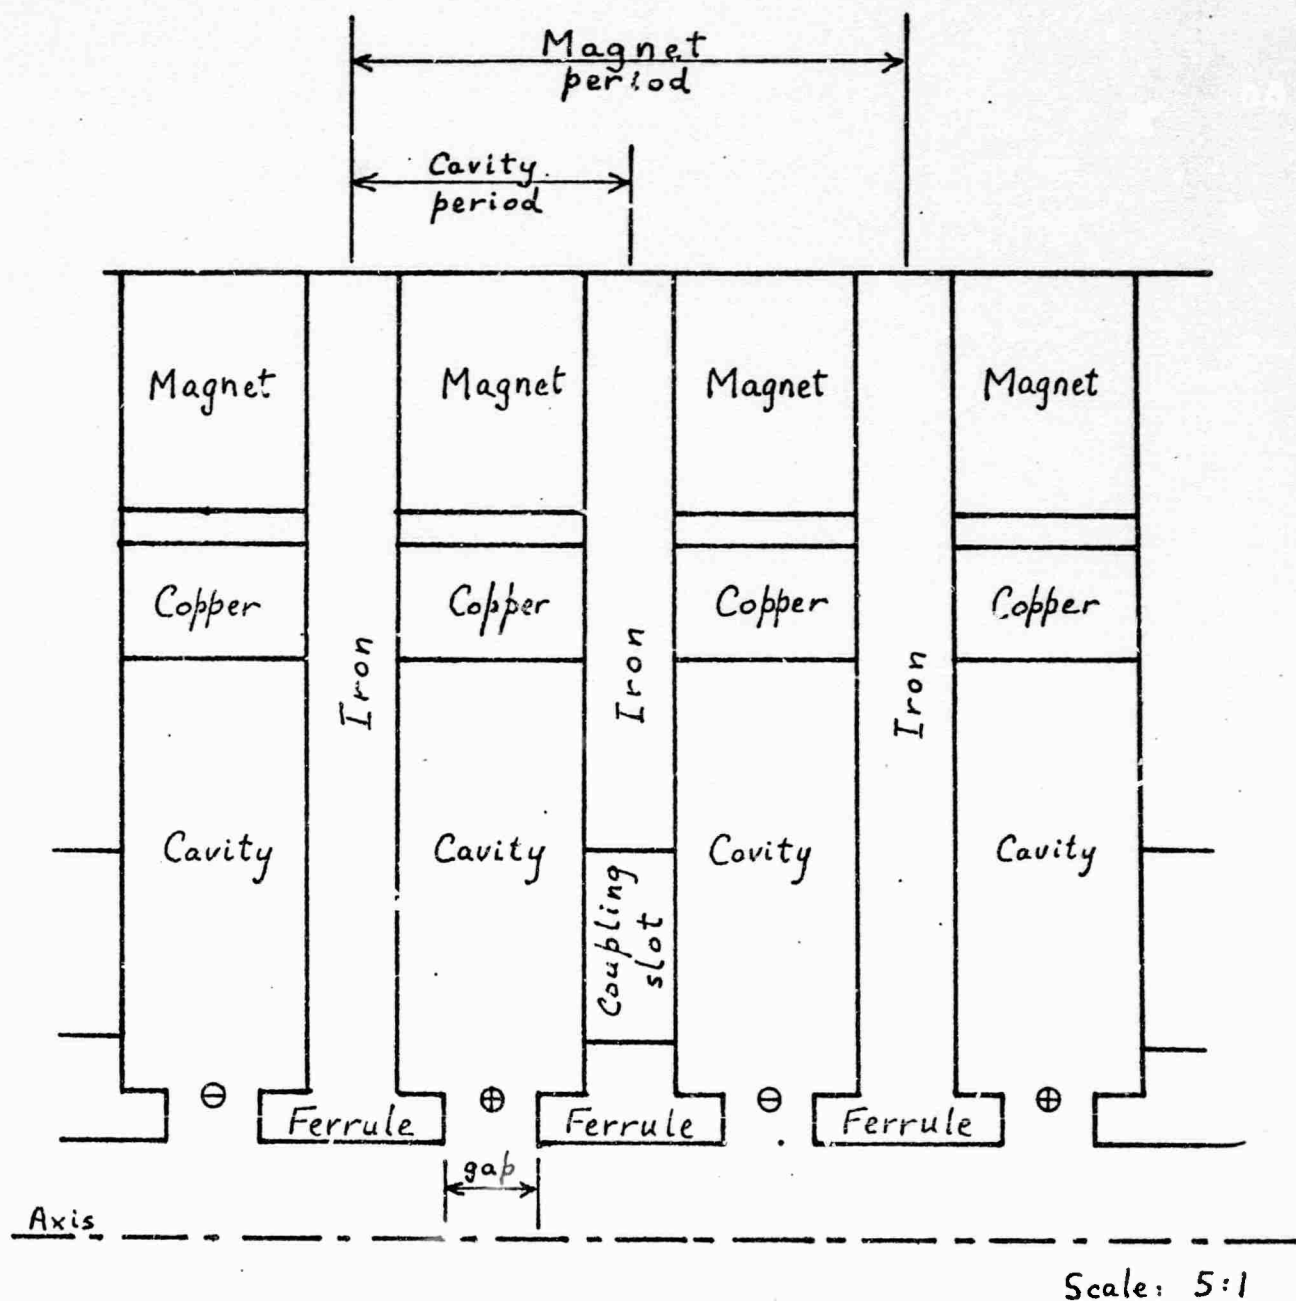 Magnet
period
Cavity
period
Magnet Magnet Magnet Magnet
Copper Copper Copper Copper
Iron Iron Iron
Cavity Cavity Covity Cavity
Coupling
slot
⊖ ⊕ ⊖ ⊕
Ferrule Ferrule Ferrule
gap
Axis
Scale: 5:1